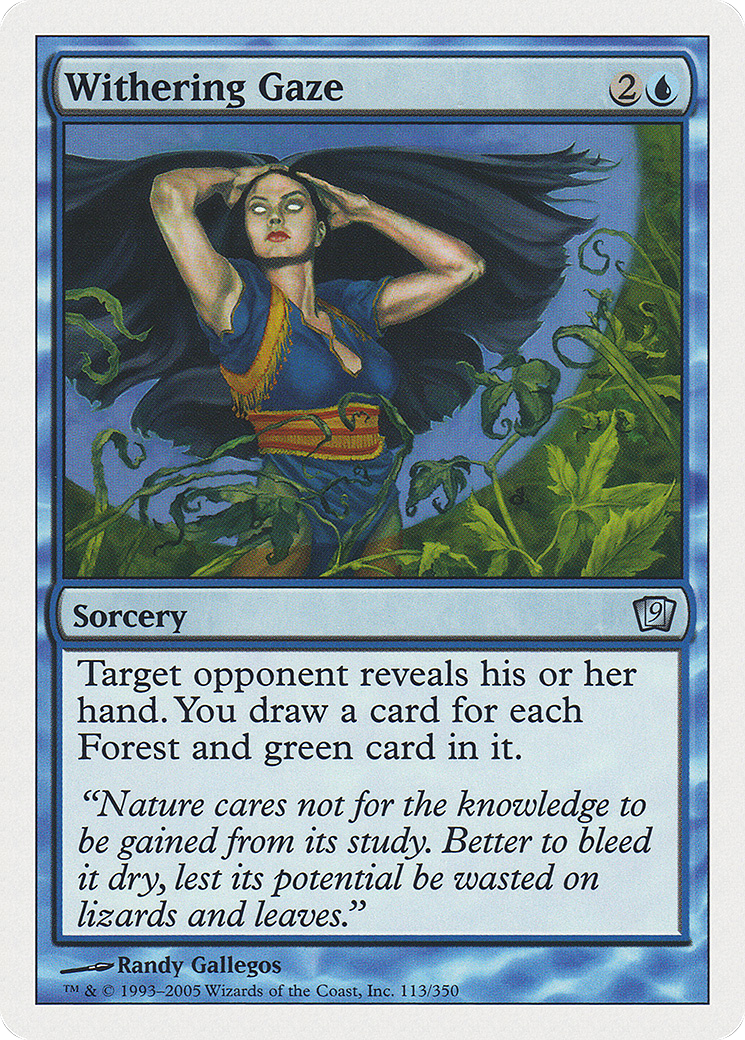 Withering Gaze 2
Sorcery 9
Target opponent reveals his or her
hand. You draw a card for each
Forest and green card in it.
“Nature cares not for the knowledge to
be gained from its study. Better to bleed
it dry, lest its potential be wasted on
lizards and leaves.”
Randy Gallegos
™ & © 1993–2005 Wizards of the Coast, Inc. 113/350